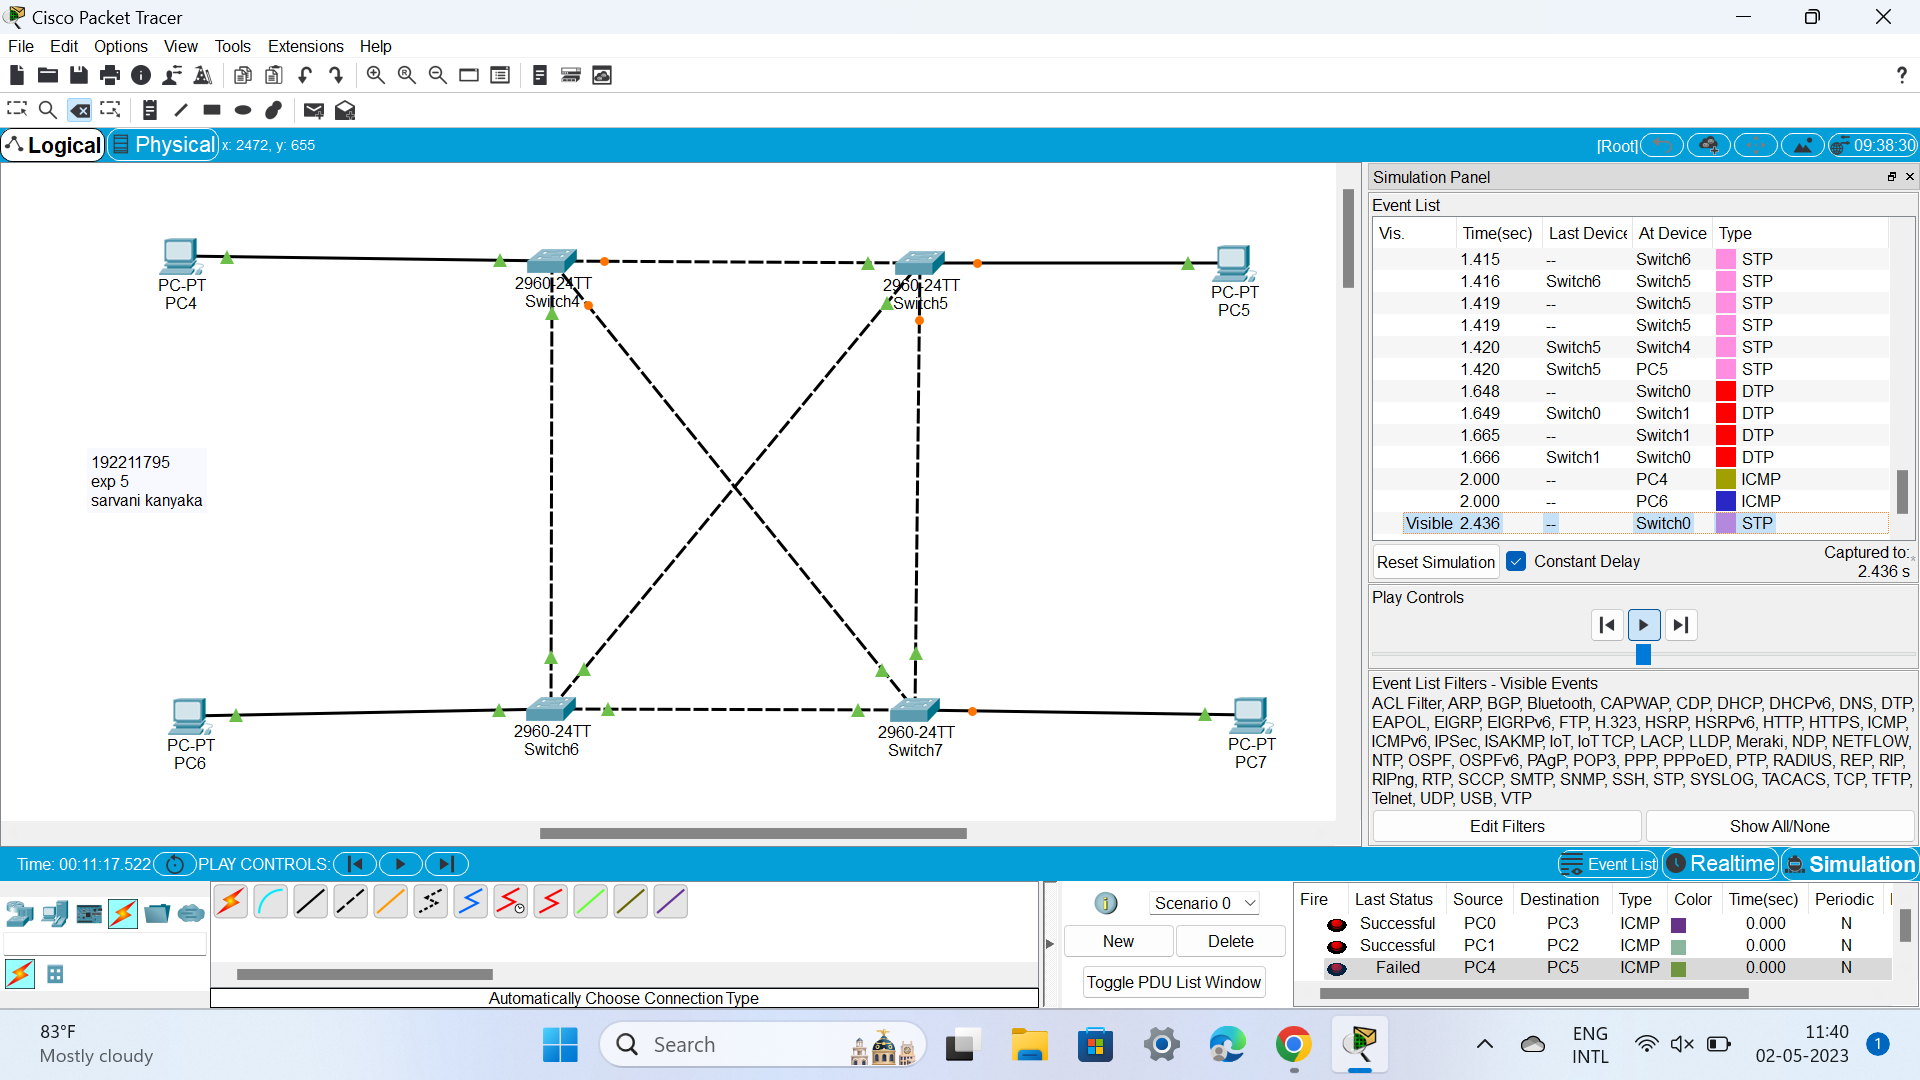 Cisco Packet Tracer
File Edit Options View Tools Extensions Help
?
Logical Physical x: 2472, y: 655 [Root] 09:38:30
PC-PT
PC4
2960-24TT
Switch4
2960-24TT
Switch5
PC-PT
PC5
192211795
exp 5
sarvani kanyaka
PC-PT
PC6
2960-24TT
Switch6
2960-24TT
Switch7
PC-PT
PC7
Simulation Panel
Event List
Vis. Time(sec) Last Device At Device Type
1.415 -- Switch6 STP
1.416 Switch6 Switch5 STP
1.419 -- Switch5 STP
1.419 -- Switch5 STP
1.420 Switch5 Switch4 STP
1.420 Switch5 PC5 STP
1.648 -- Switch0 DTP
1.649 Switch0 Switch1 DTP
1.665 -- Switch1 DTP
1.666 Switch1 Switch0 DTP
2.000 -- PC4 ICMP
2.000 -- PC6 ICMP
Visible 2.436 -- Switch0 STP
Reset Simulation Constant Delay Captured to:
2.436 s
Play Controls
Event List Filters - Visible Events
ACL Filter, ARP, BGP, Bluetooth, CAPWAP, CDP, DHCP, DHCPv6, DNS, DTP,
EAPOL, EIGRP, EIGRPv6, FTP, H.323, HSRP, HSRPv6, HTTP, HTTPS, ICMP,
ICMPv6, IPSec, ISAKMP, IoT, IoT TCP, LACP, LLDP, Meraki, NDP, NETFLOW,
NTP, OSPF, OSPFv6, PAgP, POP3, PPP, PPPoED, PTP, RADIUS, REP, RIP,
RIPng, RTP, SCCP, SMTP, SNMP, SSH, STP, SYSLOG, TACACS, TCP, TFTP,
Telnet, UDP, USB, VTP
Edit Filters Show All/None
Time: 00:11:17.522 PLAY CONTROLS: Event List Realtime Simulation
Automatically Choose Connection Type
Scenario 0
New Delete
Toggle PDU List Window
Fire Last Status Source Destination Type Color Time(sec) Periodic
Successful PC0 PC3 ICMP 0.000 N
Successful PC1 PC2 ICMP 0.000 N
Failed PC4 PC5 ICMP 0.000 N
83°F
Mostly cloudy
Search
ENG
INTL
11:40
02-05-2023
1